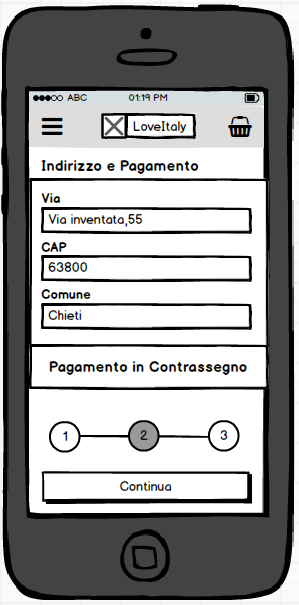 ABC 01:19 PM
LoveItaly
Indirizzo e Pagamento
Via
Via inventata,55
CAP
63800
Comune
Chieti
Pagamento in Contrassegno
1 2 3
Continua